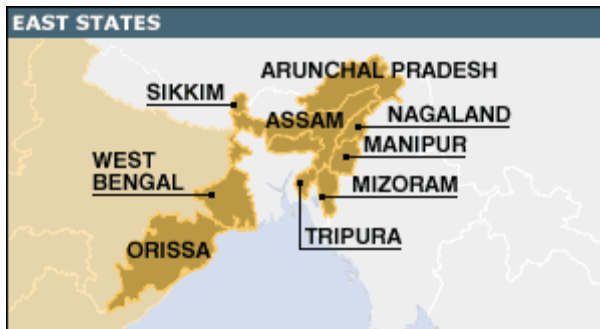 EAST STATES
ARUNCHAL PRADESH
SIKKIM
ASSAM
NAGALAND
MANIPUR
WEST
BENGAL
MIZORAM
ORISSA
TRIPURA